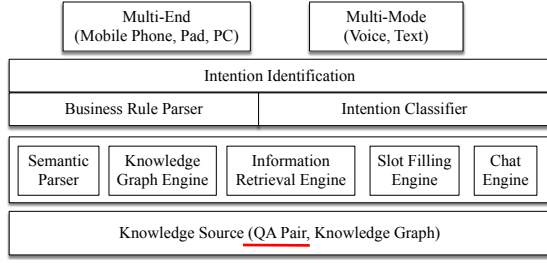 Multi-End
(Mobile Phone, Pad, PC)
Multi-Mode
(Voice, Text)
Intention Identification
Business Rule Parser
Intention Classifier
Semantic
Parser
Knowledge
Graph Engine
Information
Retrieval Engine
Slot Filling
Engine
Chat
Engine
Knowledge Source (QA Pair, Knowledge Graph)